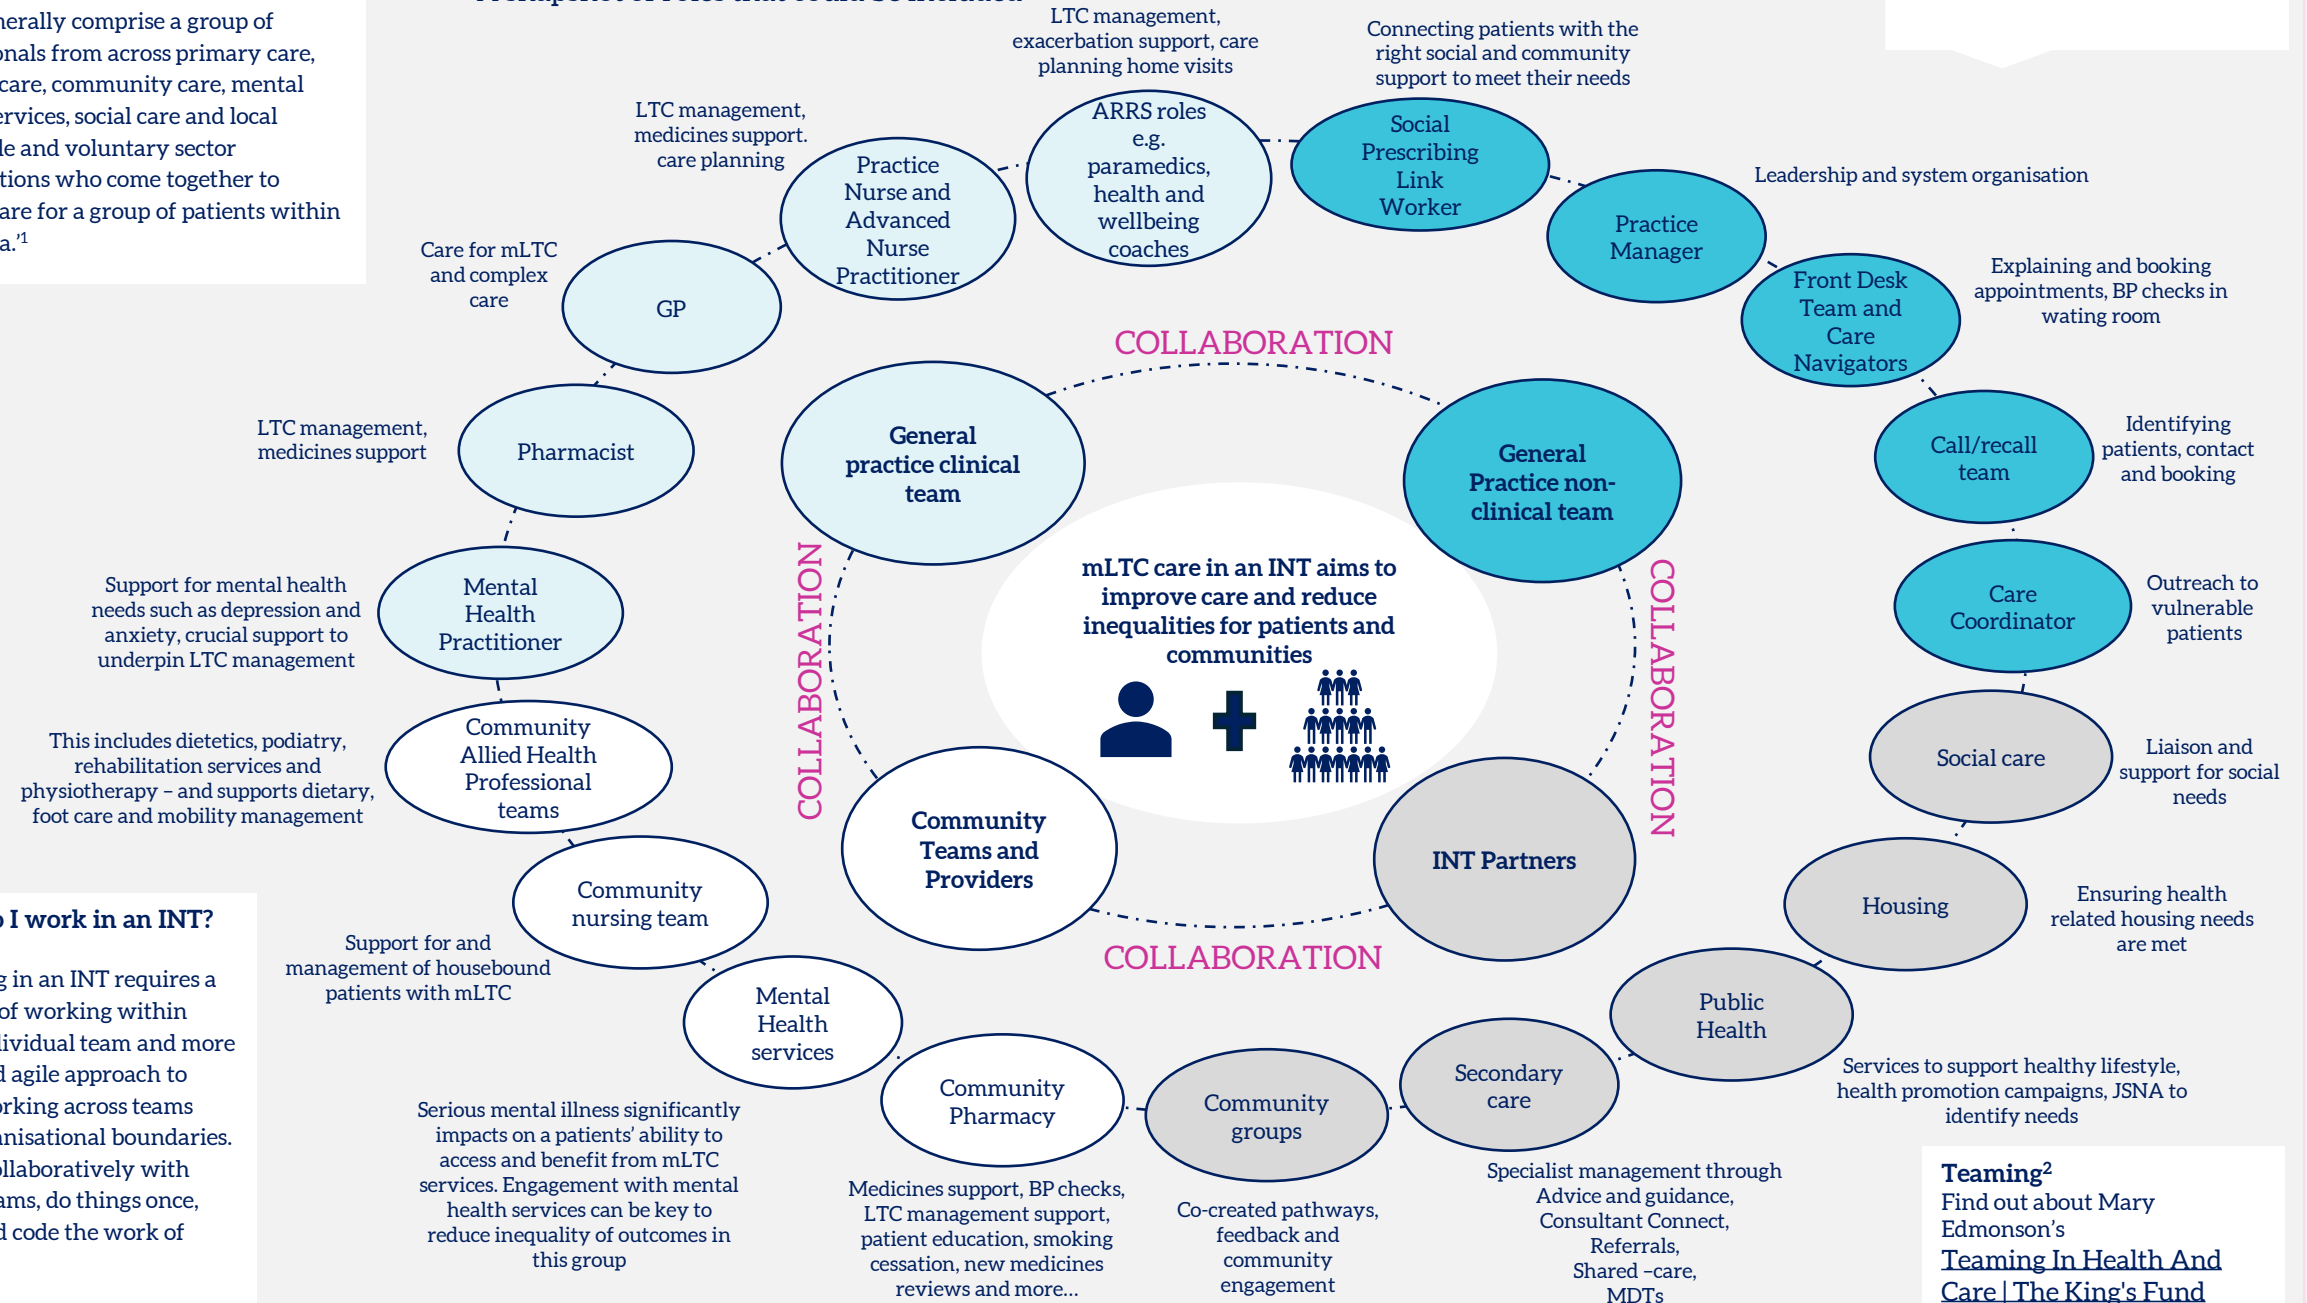 nerally comprise a group of
onals from across primary care,
care, community care, mental
ervices, social care and local
le and voluntary sector
tions who come together to
are for a group of patients within
a.'1
LTC management,
exacerbation support, care
planning home visits
Connecting patients with the
right social and community
support to meet their needs
LTC management,
medicines support.
care planning
ARRS roles
e.g.
paramedics,
health and
wellbeing
coaches
Social
Prescribing
Link
Worker
Practice
Nurse and
Advanced
Nurse
Practitioner
Leadership and system organisation
Practice
Manager
Care for mLTC
and complex
care
GP
Front Desk
Team and
Care
Navigators
Explaining and booking
appointments, BP checks in
wating room
COLLABORATION
LTC management,
medicines support
Pharmacist
General
practice clinical
team
General
Practice non-
clinical team
Call/recall
team
Identifying
patients, contact
and booking
Support for mental health
needs such as depression and
anxiety, crucial support to
underpin LTC management
Mental
Health
Practitioner
COLLABORATION
mLTC care in an INT aims to
improve care and reduce
inequalities for patients and
communities
COLLABORATION
Care
Coordinator
Outreach to
vulnerable
patients
This includes dietetics, podiatry,
rehabilitation services and
physiotherapy – and supports dietary,
foot care and mobility management
Community
Allied Health
Professional
teams
Social care
Liaison and
support for social
needs
Community
Teams and
Providers
INT Partners
Community
nursing team
Housing
Ensuring health
related housing needs
are met
Support for and
management of housebound
patients with mLTC
COLLABORATION
Mental
Health
services
Public
Health
Community
Pharmacy
Community
groups
Secondary
care
Services to support healthy lifestyle,
health promotion campaigns, JSNA to
identify needs
Serious mental illness significantly
impacts on a patients' ability to
access and benefit from mLTC
services. Engagement with mental
health services can be key to
reduce inequality of outcomes in
this group
Medicines support, BP checks,
LTC management support,
patient education, smoking
cessation, new medicines
reviews and more...
Co-created pathways,
feedback and
community
engagement
Specialist management through
Advice and guidance,
Consultant Connect,
Referrals,
Shared –care,
MDTs
o I work in an INT?
g in an INT requires a
of working within
dividual team and more
d agile approach to
orking across teams
anisational boundaries.
ollaboratively with
ams, do things once,
d code the work of
Teaming2
Find out about Mary
Edmonson's
Teaming In Health And
Care | The King's Fund